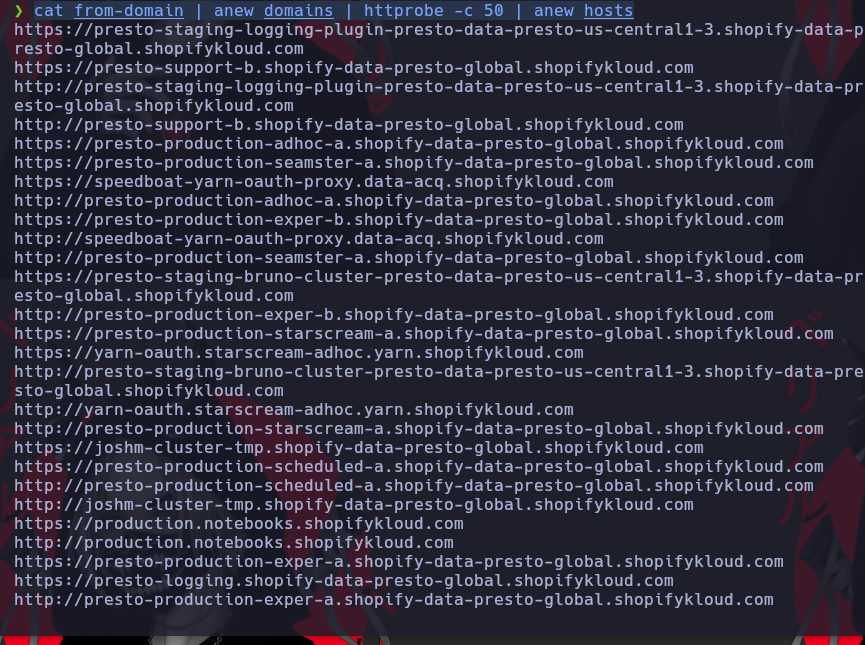 ❯ cat from-domain | anew domains | httprobe -c 50 | anew hosts
https://presto-staging-logging-plugin-presto-data-presto-us-central1-3.shopify-data-p
resto-global.shopifykloud.com
https://presto-support-b.shopify-data-presto-global.shopifykloud.com
http://presto-staging-logging-plugin-presto-data-presto-us-central1-3.shopify-data-pr
esto-global.shopifykloud.com
http://presto-support-b.shopify-data-presto-global.shopifykloud.com
https://presto-production-adhoc-a.shopify-data-presto-global.shopifykloud.com
https://presto-production-seamster-a.shopify-data-presto-global.shopifykloud.com
https://speedboat-yarn-oauth-proxy.data-acq.shopifykloud.com
http://presto-production-adhoc-a.shopify-data-presto-global.shopifykloud.com
https://presto-production-exper-b.shopify-data-presto-global.shopifykloud.com
http://speedboat-yarn-oauth-proxy.data-acq.shopifykloud.com
http://presto-production-seamster-a.shopify-data-presto-global.shopifykloud.com
https://presto-staging-bruno-cluster-presto-data-presto-us-central1-3.shopify-data-pr
esto-global.shopifykloud.com
http://presto-production-exper-b.shopify-data-presto-global.shopifykloud.com
https://presto-production-starscream-a.shopify-data-presto-global.shopifykloud.com
https://yarn-oauth.starscream-adhoc.yarn.shopifykloud.com
http://presto-staging-bruno-cluster-presto-data-presto-us-central1-3.shopify-data-pre
sto-global.shopifykloud.com
http://yarn-oauth.starscream-adhoc.yarn.shopifykloud.com
http://presto-production-starscream-a.shopify-data-presto-global.shopifykloud.com
https://joshm-cluster-tmp.shopify-data-presto-global.shopifykloud.com
https://presto-production-scheduled-a.shopify-data-presto-global.shopifykloud.com
http://presto-production-scheduled-a.shopify-data-presto-global.shopifykloud.com
http://joshm-cluster-tmp.shopify-data-presto-global.shopifykloud.com
https://production.notebooks.shopifykloud.com
http://production.notebooks.shopifykloud.com
https://presto-production-exper-a.shopify-data-presto-global.shopifykloud.com
https://presto-logging.shopify-data-presto-global.shopifykloud.com
http://presto-production-exper-a.shopify-data-presto-global.shopifykloud.com